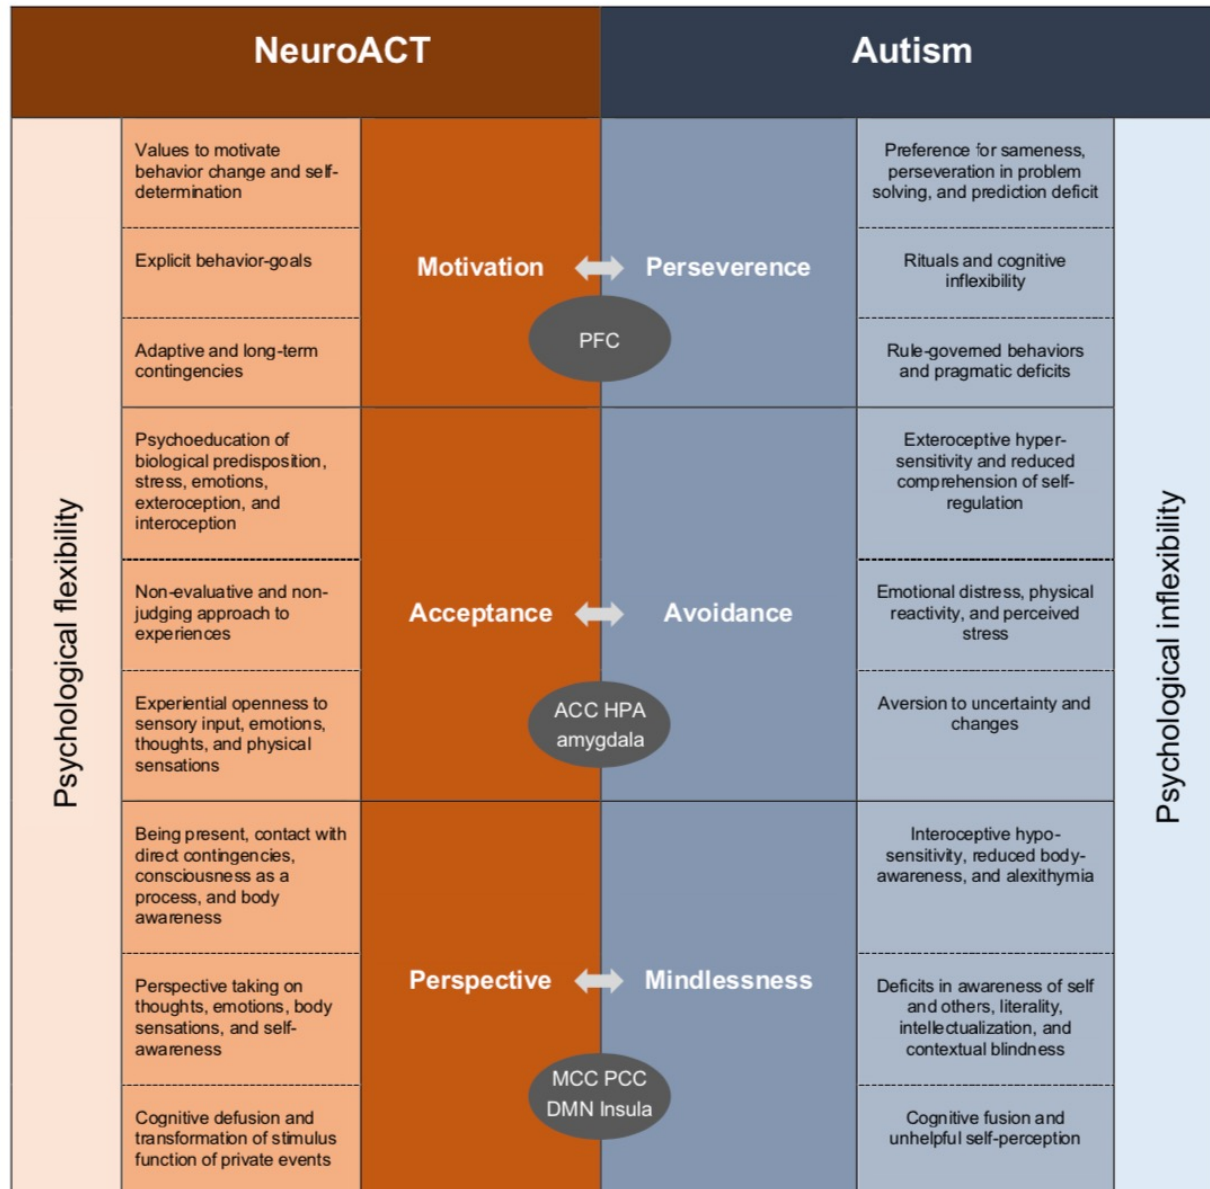 NeuroACT
Autism
Psychological flexibility
Values to motivate
behavior change and self-
determination
Explicit behavior-goals
Adaptive and long-term
contingencies
Motivation
Perseverence
PFC
Preference for sameness,
perseveration in problem
solving, and prediction deficit
Rituals and cognitive
inflexibility
Rule-governed behaviors
and pragmatic deficits
Psychoeducation of
biological predisposition,
stress, emotions,
exteroception, and
interoception
Non-evaluative and non-
judging approach to
experiences
Experiential openness to
sensory input, emotions,
thoughts, and physical
sensations
Acceptance
Avoidance
ACC HPA
amygdala
Exteroceptive hyper-
sensitivity and reduced
comprehension of self-
regulation
Emotional distress, physical
reactivity, and perceived
stress
Aversion to uncertainty and
changes
Being present, contact with
direct contingencies,
consciousness as a
process, and body
awareness
Perspective taking on
thoughts, emotions, body
sensations, and self-
awareness
Cognitive defusion and
transformation of stimulus
function of private events
Perspective
Mindlessness
MCC PCC
DMN Insula
Interoceptive hypo-
sensitivity, reduced body-
awareness, and alexithymia
Deficits in awareness of self
and others, literality,
intellectualization, and
contextual blindness
Cognitive fusion and
unhelpful self-perception
Psychological inflexibility